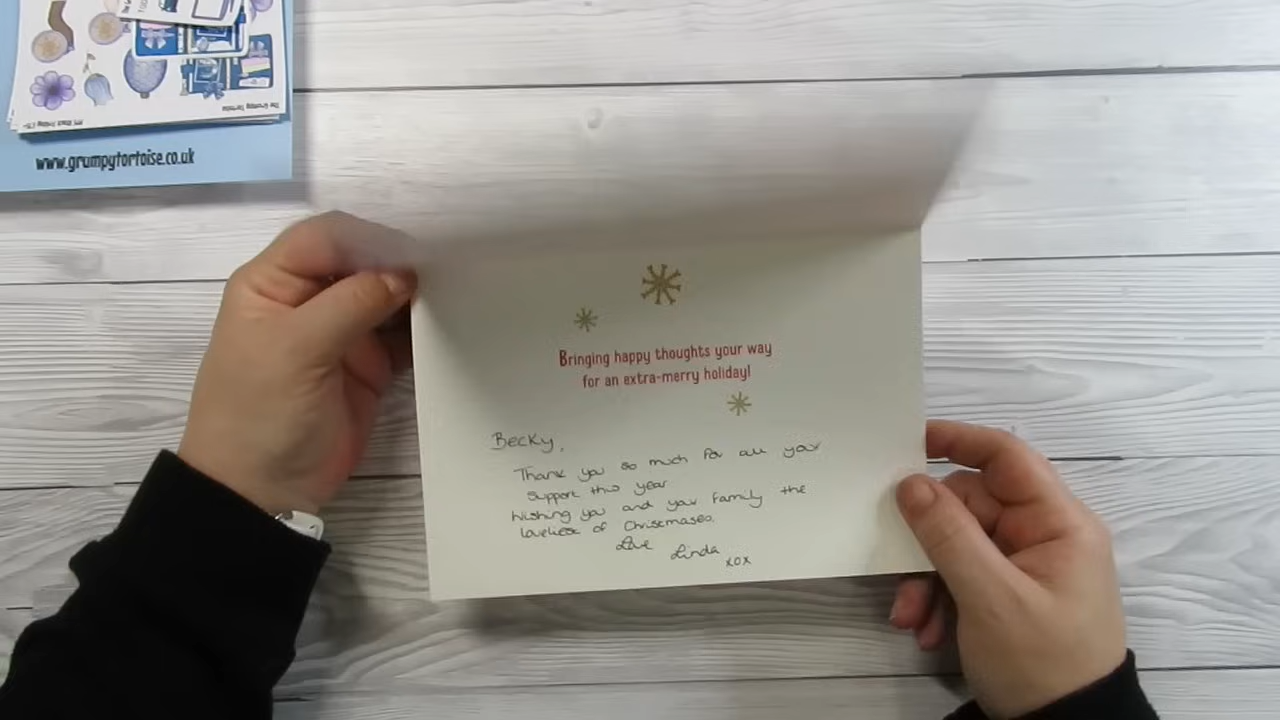 www.grumpytortoise.co.uk
Bringing happy thoughts your way
for an extra-merry holiday!
Becky,
Thank you so much for all your
support this year
Wishing you and your family the
loveliest of Christmases.
Love Linda
xox